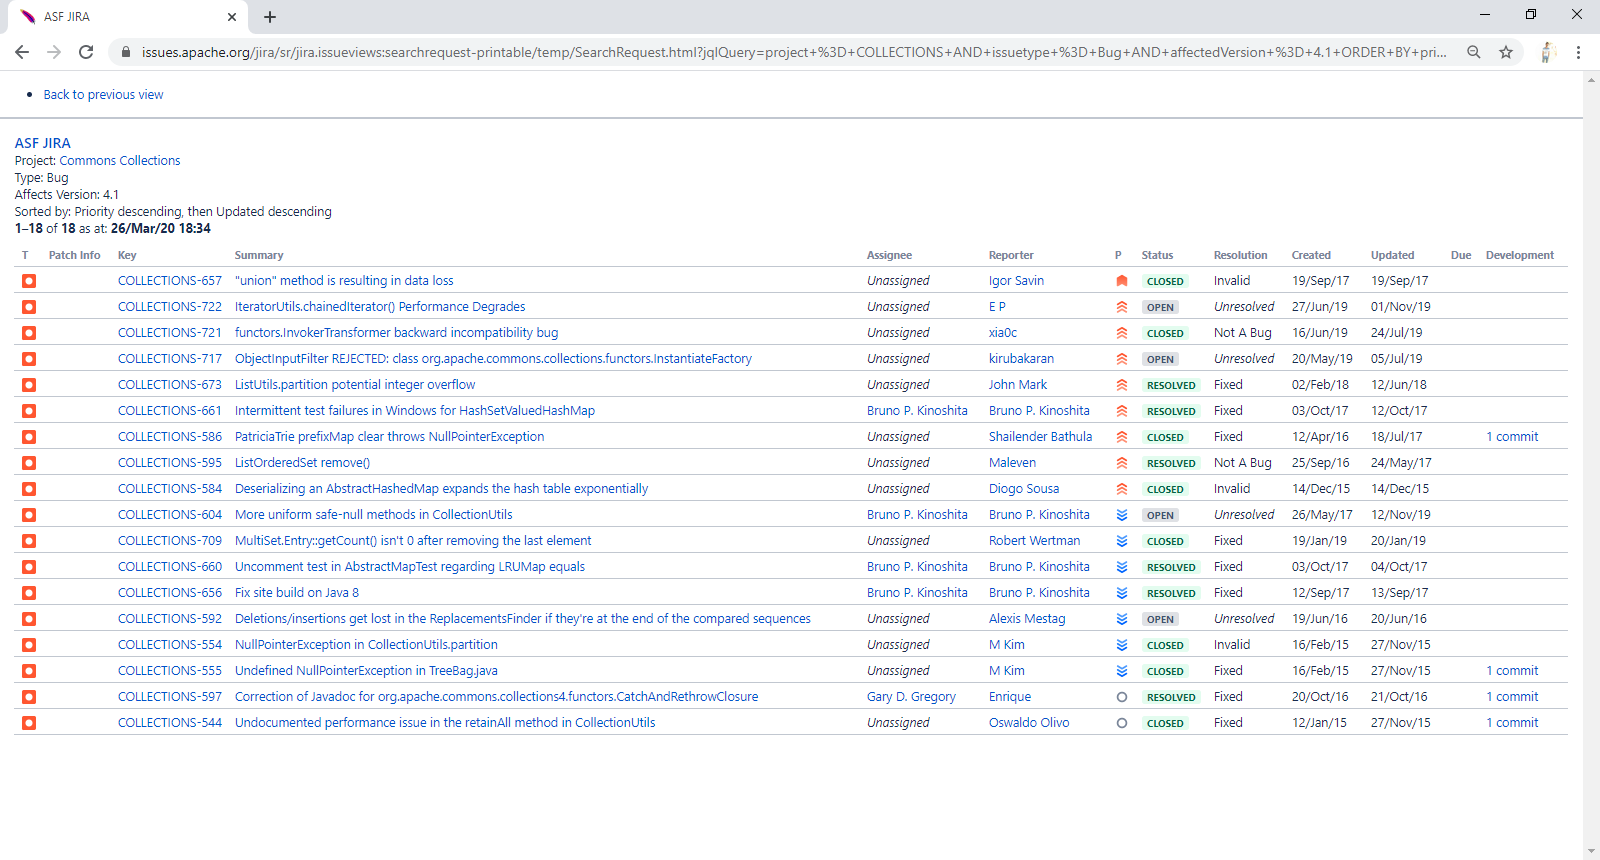 ASF JIRA
issues.apache.org/jira/sr/jira.issueviews:searchrequest-printable/temp/SearchRequest.html?jqlQuery=project+%3D+COLLECTIONS+AND+issuetype+%3D+Bug+AND+affectedVersion+%3D+4.1+ORDER+BY+pri...
Back to previous view
ASF JIRA
Project: Commons Collections
Type: Bug
Affects Version: 4.1
Sorted by: Priority descending, then Updated descending
1–18 of 18 as at: 26/Mar/20 18:34
T Patch Info Key Summary Assignee Reporter P Status Resolution Created Updated Due Development
COLLECTIONS-657 "union" method is resulting in data loss Unassigned Igor Savin CLOSED Invalid 19/Sep/17 19/Sep/17
COLLECTIONS-722 IteratorUtils.chainedIterator() Performance Degrades Unassigned E P OPEN Unresolved 27/Jun/19 01/Nov/19
COLLECTIONS-721 functors.InvokerTransformer backward incompatibility bug Unassigned xia0c CLOSED Not A Bug 16/Jun/19 24/Jul/19
COLLECTIONS-717 ObjectInputFilter REJECTED: class org.apache.commons.collections.functors.InstantiateFactory Unassigned kirubakaran OPEN Unresolved 20/May/19 05/Jul/19
COLLECTIONS-673 ListUtils.partition potential integer overflow Unassigned John Mark RESOLVED Fixed 02/Feb/18 12/Jun/18
COLLECTIONS-661 Intermittent test failures in Windows for HashSetValuedHashMap Bruno P. Kinoshita Bruno P. Kinoshita RESOLVED Fixed 03/Oct/17 12/Oct/17
COLLECTIONS-586 PatriciaTrie prefixMap clear throws NullPointerException Unassigned Shailender Bathula CLOSED Fixed 12/Apr/16 18/Jul/17 1 commit
COLLECTIONS-595 ListOrderedSet remove() Unassigned Maleven RESOLVED Not A Bug 25/Sep/16 24/May/17
COLLECTIONS-584 Deserializing an AbstractHashedMap expands the hash table exponentially Unassigned Diogo Sousa CLOSED Invalid 14/Dec/15 14/Dec/15
COLLECTIONS-604 More uniform safe-null methods in CollectionUtils Bruno P. Kinoshita Bruno P. Kinoshita OPEN Unresolved 26/May/17 12/Nov/19
COLLECTIONS-709 MultiSet.Entry::getCount() isn't 0 after removing the last element Unassigned Robert Wertman CLOSED Fixed 19/Jan/19 20/Jan/19
COLLECTIONS-660 Uncomment test in AbstractMapTest regarding LRUMap equals Bruno P. Kinoshita Bruno P. Kinoshita RESOLVED Fixed 03/Oct/17 04/Oct/17
COLLECTIONS-656 Fix site build on Java 8 Bruno P. Kinoshita Bruno P. Kinoshita RESOLVED Fixed 12/Sep/17 13/Sep/17
COLLECTIONS-592 Deletions/insertions get lost in the ReplacementsFinder if they're at the end of the compared sequences Unassigned Alexis Mestag OPEN Unresolved 19/Jun/16 20/Jun/16
COLLECTIONS-554 NullPointerException in CollectionUtils.partition Unassigned M Kim CLOSED Invalid 16/Feb/15 27/Nov/15
COLLECTIONS-555 Undefined NullPointerException in TreeBag.java Unassigned M Kim CLOSED Fixed 16/Feb/15 27/Nov/15 1 commit
COLLECTIONS-597 Correction of Javadoc for org.apache.commons.collections4.functors.CatchAndRethrowClosure Gary D. Gregory Enrique RESOLVED Fixed 20/Oct/16 21/Oct/16 1 commit
COLLECTIONS-544 Undocumented performance issue in the retainAll method in CollectionUtils Unassigned Oswaldo Olivo CLOSED Fixed 12/Jan/15 27/Nov/15 1 commit